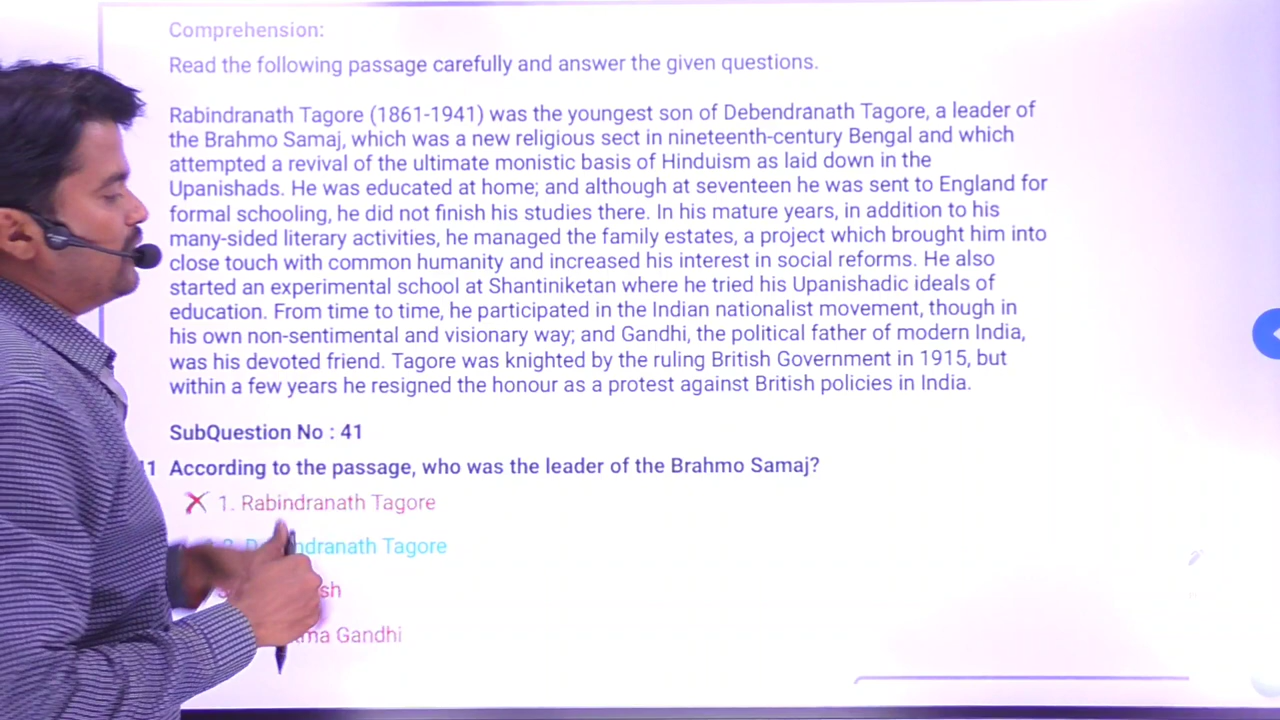 Comprehension:
Read the following passage carefully and answer the given questions.
Rabindranath Tagore (1861-1941) was the youngest son of Debendranath Tagore, a leader of
the Brahmo Samaj, which was a new religious sect in nineteenth-century Bengal and which
attempted a revival of the ultimate monistic basis of Hinduism as laid down in the
Upanishads. He was educated at home; and although at seventeen he was sent to England for
formal schooling, he did not finish his studies there. In his mature years, in addition to his
many-sided literary activities, he managed the family estates, a project which brought him into
close touch with common humanity and increased his interest in social reforms. He also
started an experimental school at Shantiniketan where he tried his Upanishadic ideals of
education. From time to time, he participated in the Indian nationalist movement, though in
his own non-sentimental and visionary way; and Gandhi, the political father of modern India,
was his devoted friend. Tagore was knighted by the ruling British Government in 1915, but
within a few years he resigned the honour as a protest against British policies in India.
SubQuestion No : 41
According to the passage, who was the leader of the Brahmo Samaj?
1. Rabindranath Tagore
Tagore
Gandhi